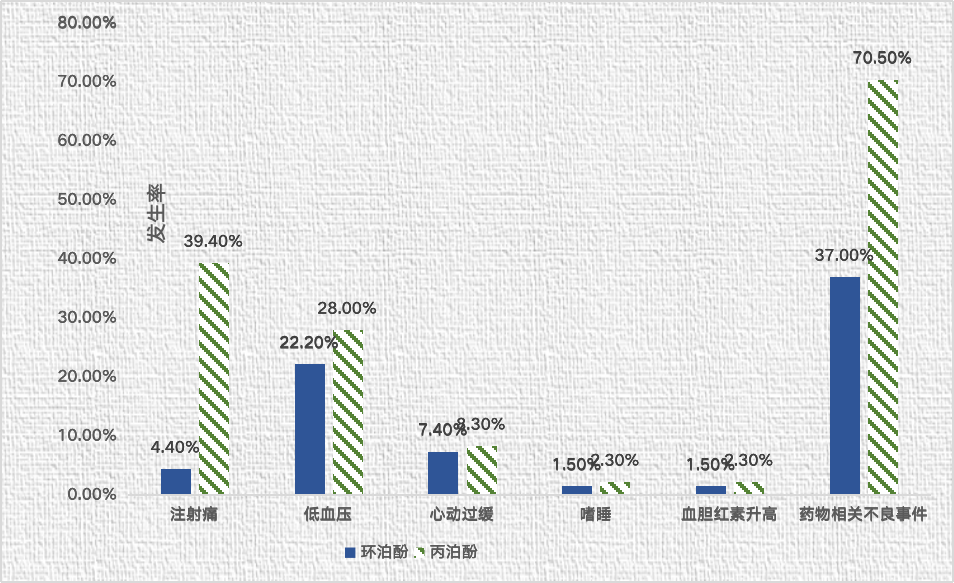 80.00%
70.00%
60.00%
50.00%
40.00%
30.00%
20.00%
10.00%
0.00%
发生率
4.40%
39.40%
22.20%
28.00%
7.40%
8.30%
1.50%
2.30%
1.50%
2.30%
37.00%
70.50%
注射痛
低血压
心动过缓
嗜睡
血胆红素升高
药物相关不良事件
环泊酚
丙泊酚